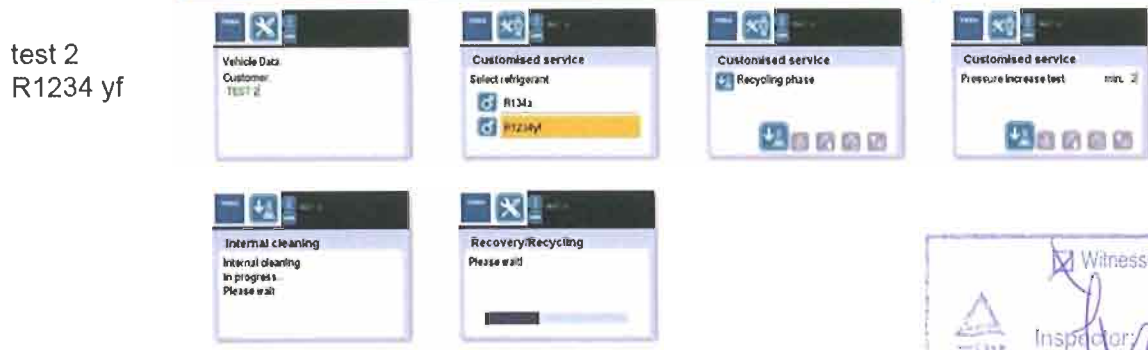 test 2
R1234 yf
Vehicle Data
Customer:
TEST 2
Customised service
Select refrigerant
R134a
R1234yf
Customised service
Recycling phase
Customised service
Pressure increase test min. 2
Internal cleaning
Internal cleaning
in progress...
Please wait
Recovery/Recycling
Please wait!
Witness
Inspector: